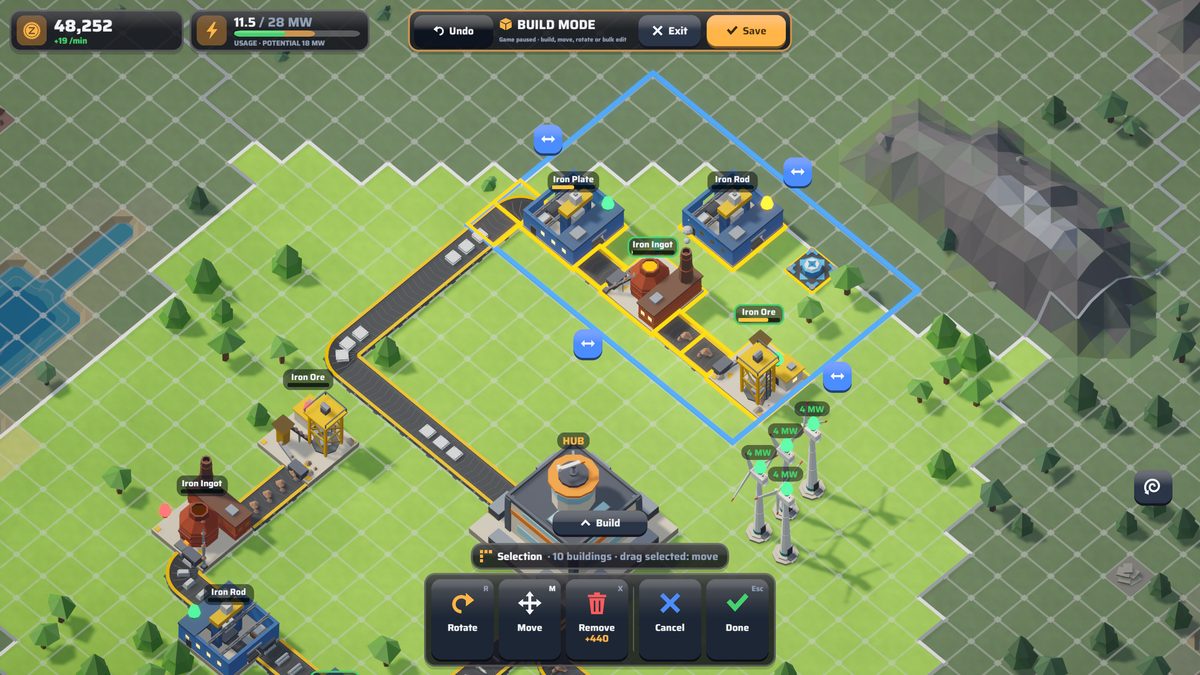 48,252
+19 /min
11.5 / 28 MW
USAGE · POTENTIAL 18 MW
Undo
BUILD MODE
Game paused · build, move, rotate or bulk edit
Exit
Save
Iron Plate
Iron Rod
Iron Ingot
Iron Ore
Iron Ore
4 MW
4 MW
4 MW
4 MW
HUB
Iron Ingot
Build
Selection · 10 buildings · drag selected: move
Iron Rod
R
Rotate
M
Move
X
Remove
+440
Cancel
Esc
Done